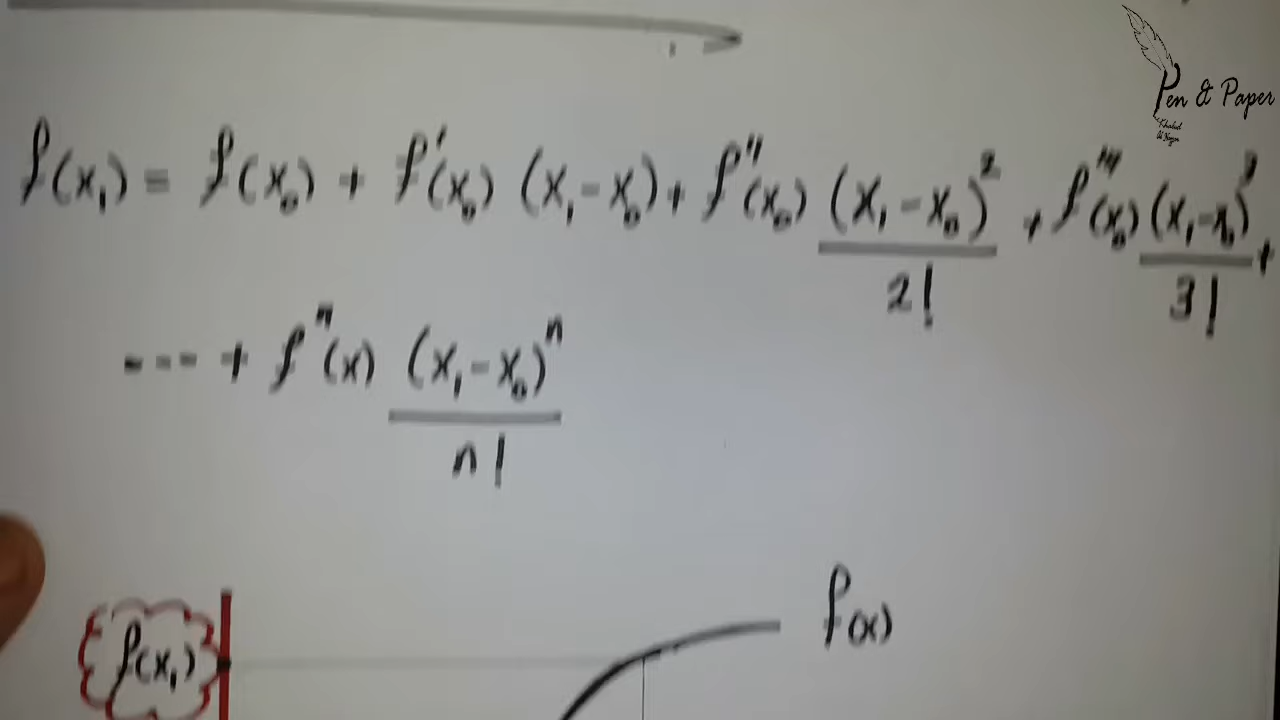 Pen & Paper
Khalid
f(x₁) = f(x₀) + f'(x₀) (x₁-x₀) + f''(x₀) (x₁-x₀)²/2! + f'''(x₀) (x₁-x₀)³/3! +
--- + fⁿ(x) (x₁-x₀)ⁿ/n!
f(x)
f(x₁)